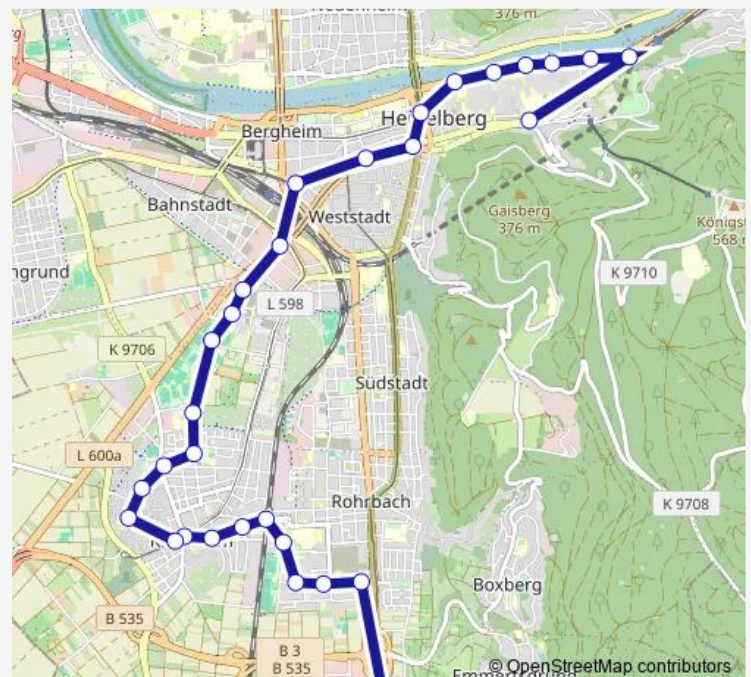 376 m
Bergheim
Bahnstadt
Weststadt
Gaisberg
376 m
568
K 9710
L 598
K 9706
Südstadt
L 600a
K 9708
Rohrbach
Boxberg
B 535
B 3
B 535
© OpenStreetMap contributors